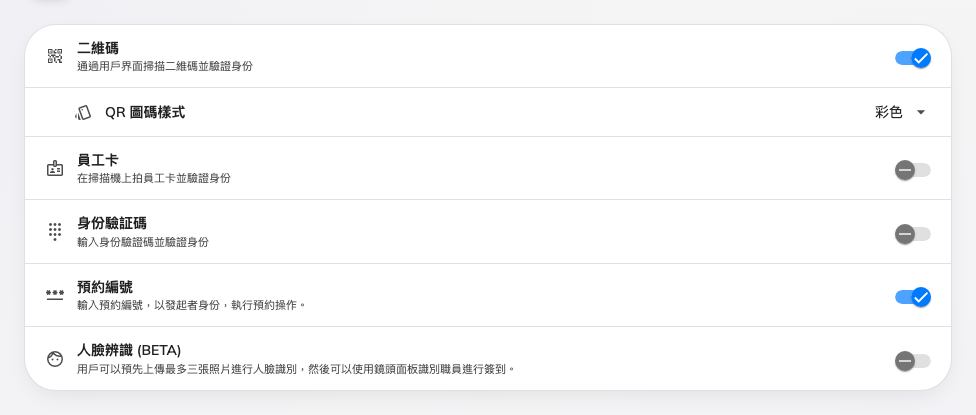 二維碼
通過用戶界面掃描二維碼並驗證身份
QR 圖碼樣式
彩色
員工卡
在掃描機上拍員工卡並驗證身份
身份驗証碼
輸入身份驗證碼並驗證身份
預約編號
輸入預約編號，以發起者身份，執行預約操作。
人臉辨識 (BETA)
用戶可以預先上傳最多三張照片進行人臉識別，然後可以使用鏡頭面板識別職員進行簽到。